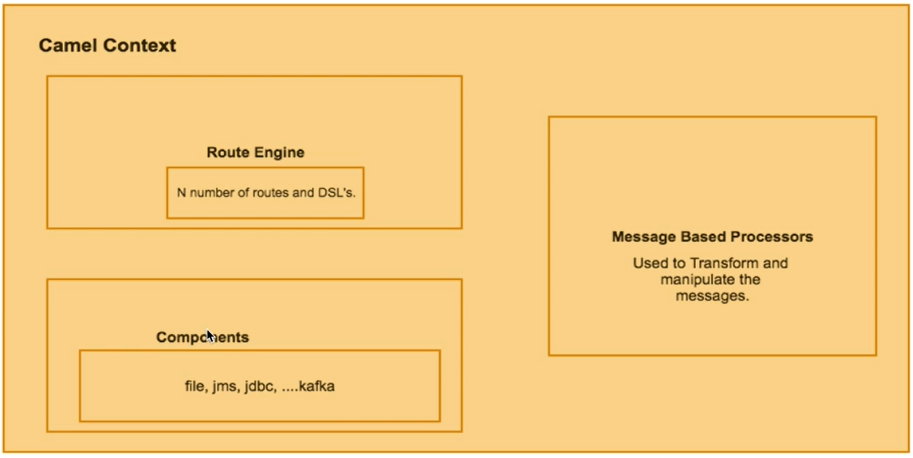 Camel Context
Route Engine
N number of routes and DSL's.
Components
file, jms, jdbc, ....kafka
Message Based Processors
Used to Transform and
manipulate the
messages.